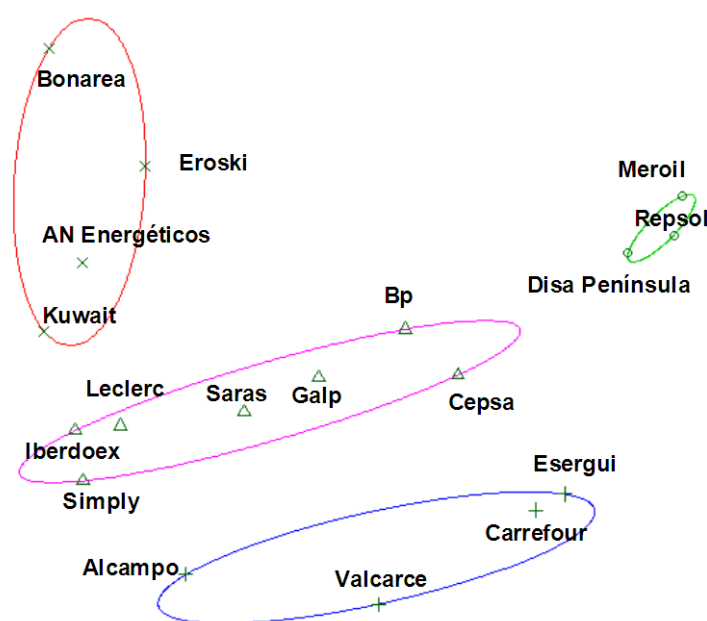 Bonarea
Eroski
Meroil
Repsol
AN Energéticos
Disa Península
Bp
Kuwait
Leclerc
Saras
Galp
Cepsa
Iberdoex
Simply
Esergui
Carrefour
Alcampo
Valcarce